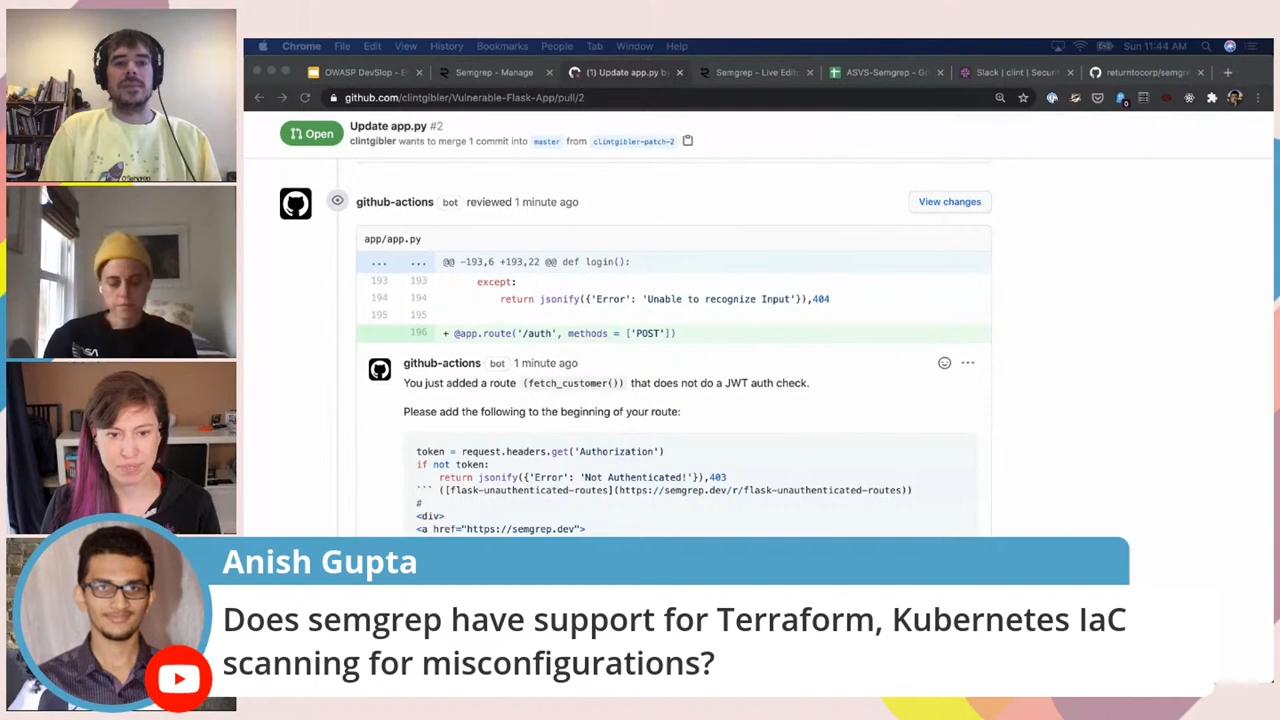 Chrome File Edit View History Bookmarks People Tab Window Help
Sun 11:44 AM
OWASP DevSlop - E
Semgrep - Manage
(1) Update app.py by
Semgrep - Live Edi
ASVS-Semgrep - G
Slack | clint | Secur
returntocorp/semgr
github.com/clintgibler/Vulnerable-Flask-App/pull/2
Open
Update app.py #2
clintgibler wants to merge 1 commit into master from clintgibler-patch-2
github-actions bot reviewed 1 minute ago
View changes
app/app.py
... ... @@ -193,6 +193,22 @@ def login():
193 193 except:
194 194 return jsonify({'Error': 'Unable to recognize Input'}),404
195 195
196 + @app.route('/auth', methods = ['POST'])
github-actions bot 1 minute ago
You just added a route (fetch_customer()) that does not do a JWT auth check.
Please add the following to the beginning of your route:
token = request.headers.get('Authorization')
if not token:
return jsonify({'Error': 'Not Authenticated!'}),403
``` ([flask-unauthenticated-routes](https://semgrep.dev/r/flask-unauthenticated-routes))
#
<div>
<a href="https://semgrep.dev">
Anish Gupta
Does semgrep have support for Terraform, Kubernetes IaC
scanning for misconfigurations?